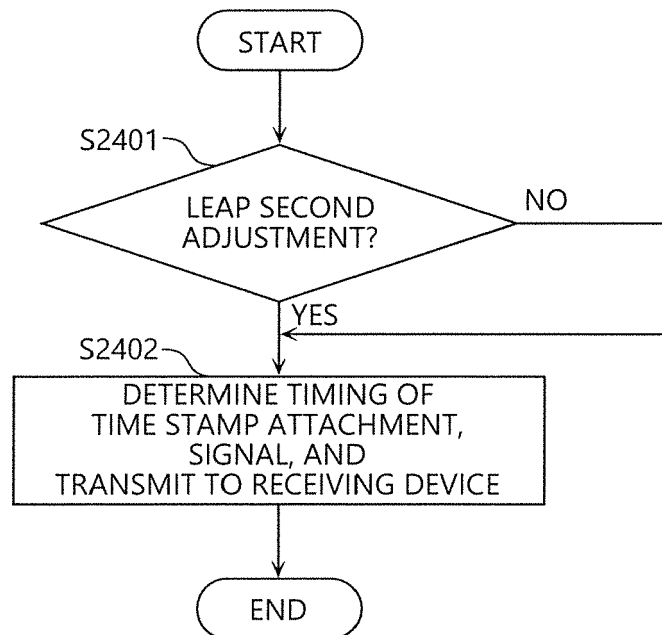 START
S2401
LEAP SECOND
ADJUSTMENT?
NO
YES
S2402
DETERMINE TIMING OF
TIME STAMP ATTACHMENT,
SIGNAL, AND
TRANSMIT TO RECEIVING DEVICE
END